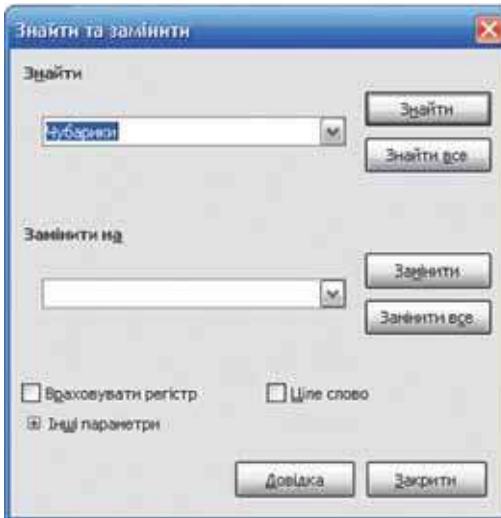 Знайти та замінити
Знайти
Чубарики
Знайти
Знайти все
Замінити на
Замінити
Замінити все
Враховувати регістр
Ціле слово
Інші параметри
Довідка
Закрити